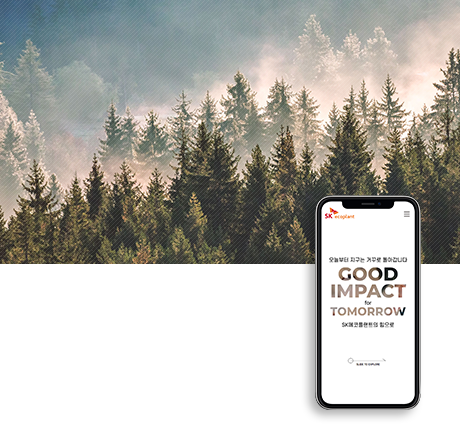 SK ecoplant
오늘부터 지구는 거꾸로 돌아갑니다
GOOD
IMPACT
for
TOMORROW
SK에코플랜트의 힘으로
SLIDE TO EXPLORE